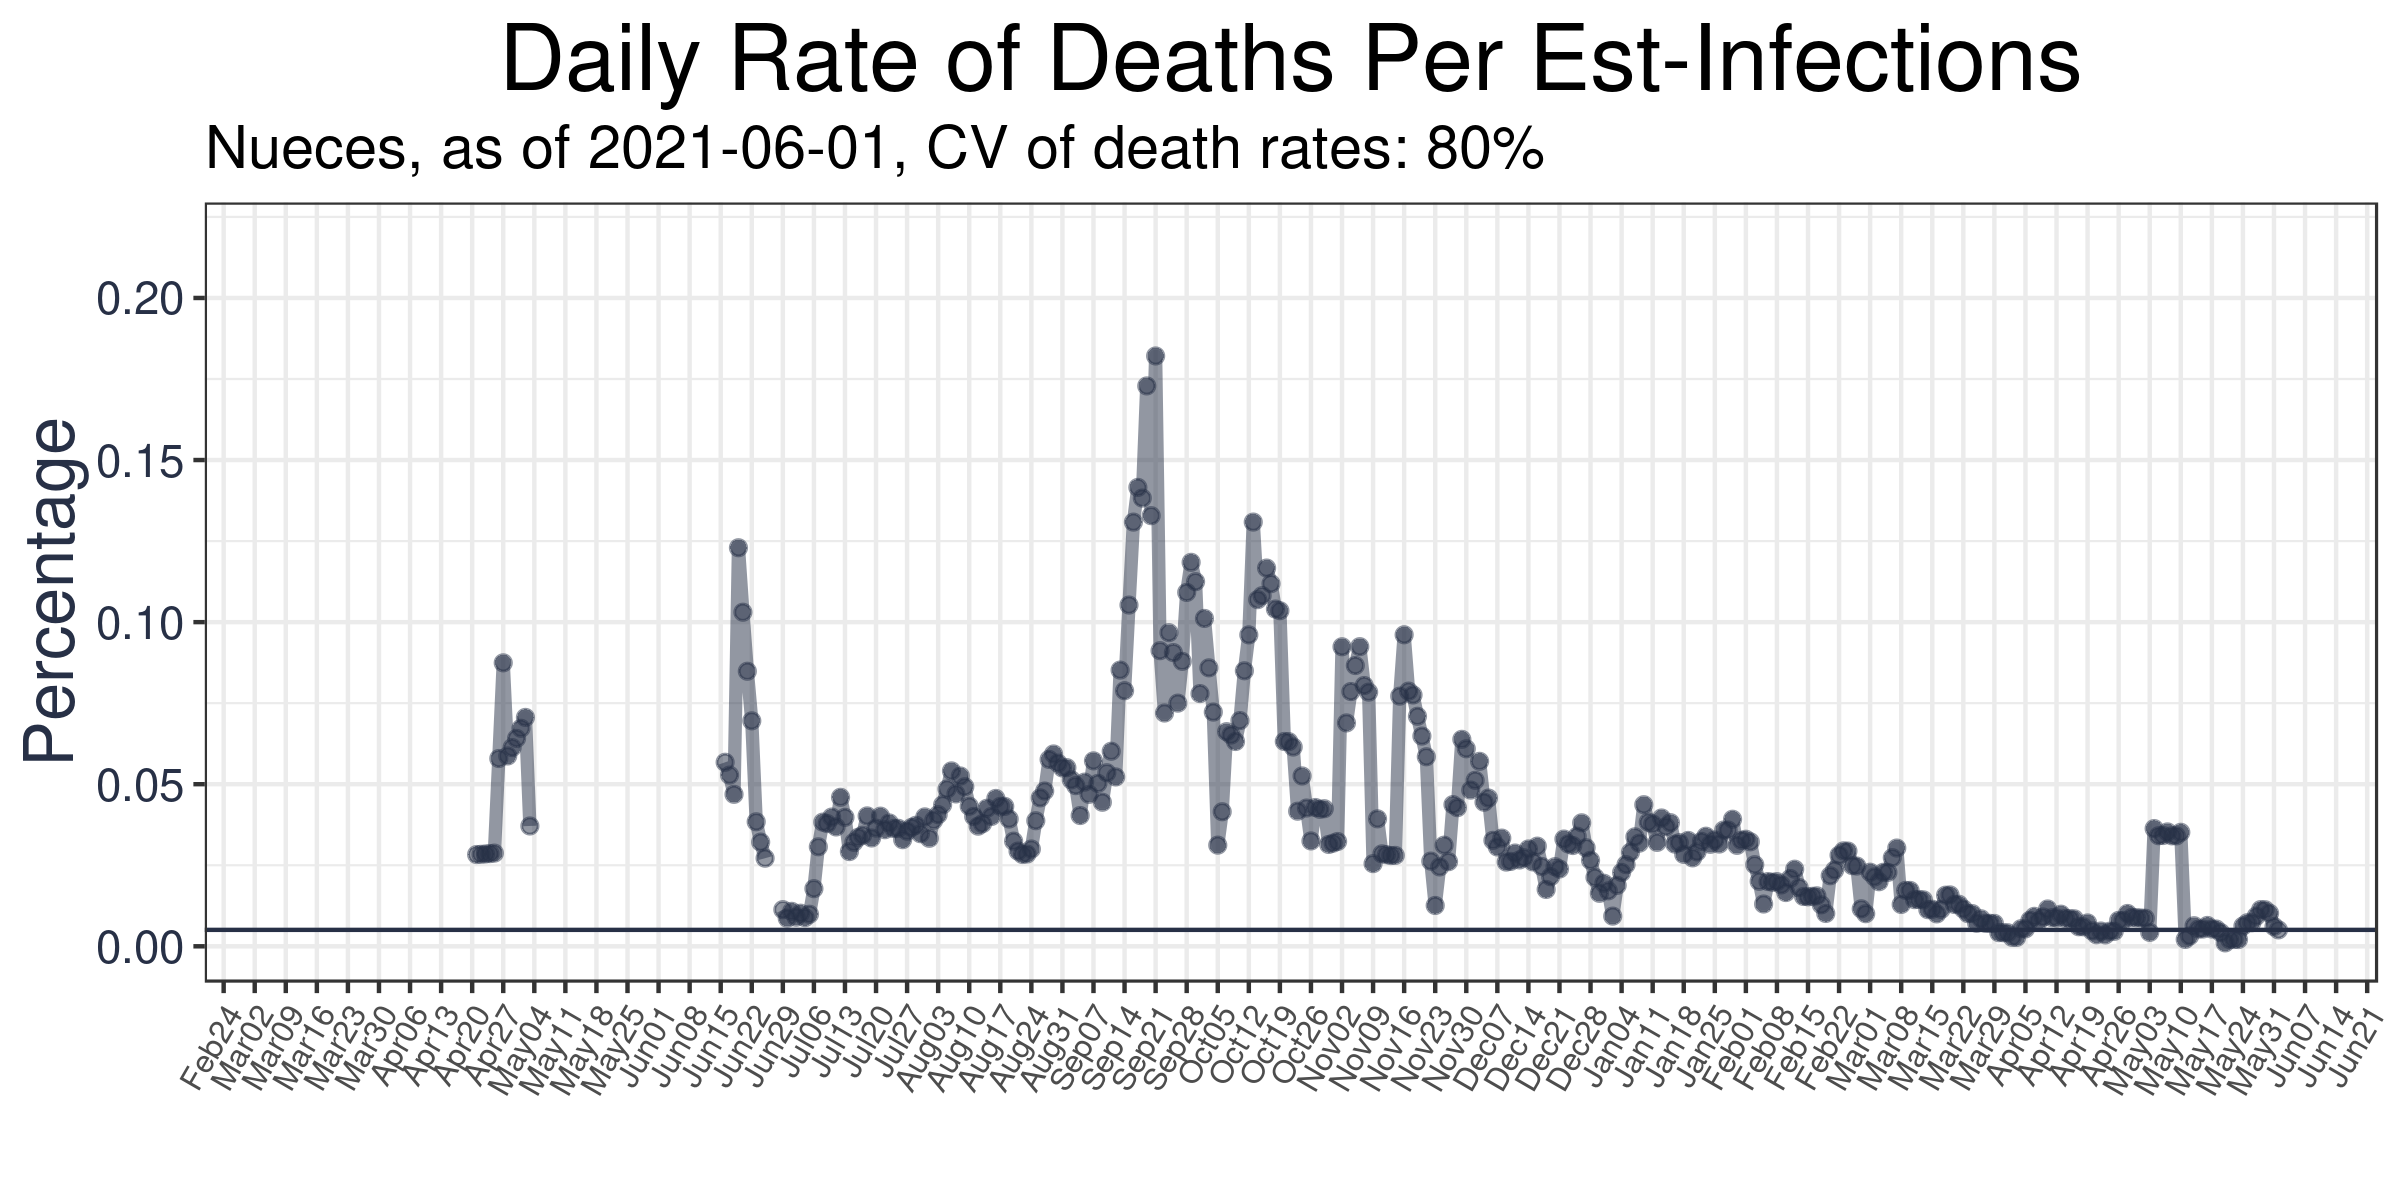 Daily Rate of Deaths Per Est-Infections
Nueces, as of 2021-06-01, CV of death rates: 80%
Percentage
0.20
0.15
0.10
0.05
0.00
Feb24
Mar02
Mar09
Mar16
Mar23
Mar30
Apr06
Apr13
Apr20
Apr27
May04
May11
May18
May25
Jun01
Jun08
Jun15
Jun22
Jun29
Jul06
Jul13
Jul20
Jul27
Aug03
Aug10
Aug17
Aug24
Aug31
Sep07
Sep14
Sep21
Sep28
Oct05
Oct12
Oct19
Oct26
Nov02
Nov09
Nov16
Nov23
Nov30
Dec07
Dec14
Dec21
Dec28
Jan04
Jan11
Jan18
Jan25
Feb01
Feb08
Feb15
Feb22
Mar01
Mar08
Mar15
Mar22
Mar29
Apr05
Apr12
Apr19
Apr26
May03
May10
May17
May24
May31
Jun07
Jun14
Jun21